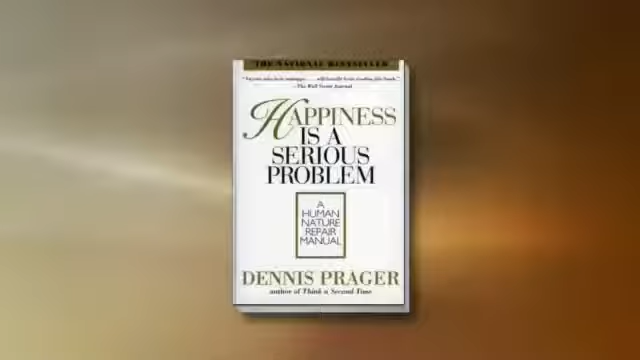 THE NATIONAL BESTSELLER
—The Wall Street Journal
HAPPINESS
IS A
SERIOUS
PROBLEM
A
HUMAN
NATURE
REPAIR
MANUAL
DENNIS PRAGER
author of Think a Second Time